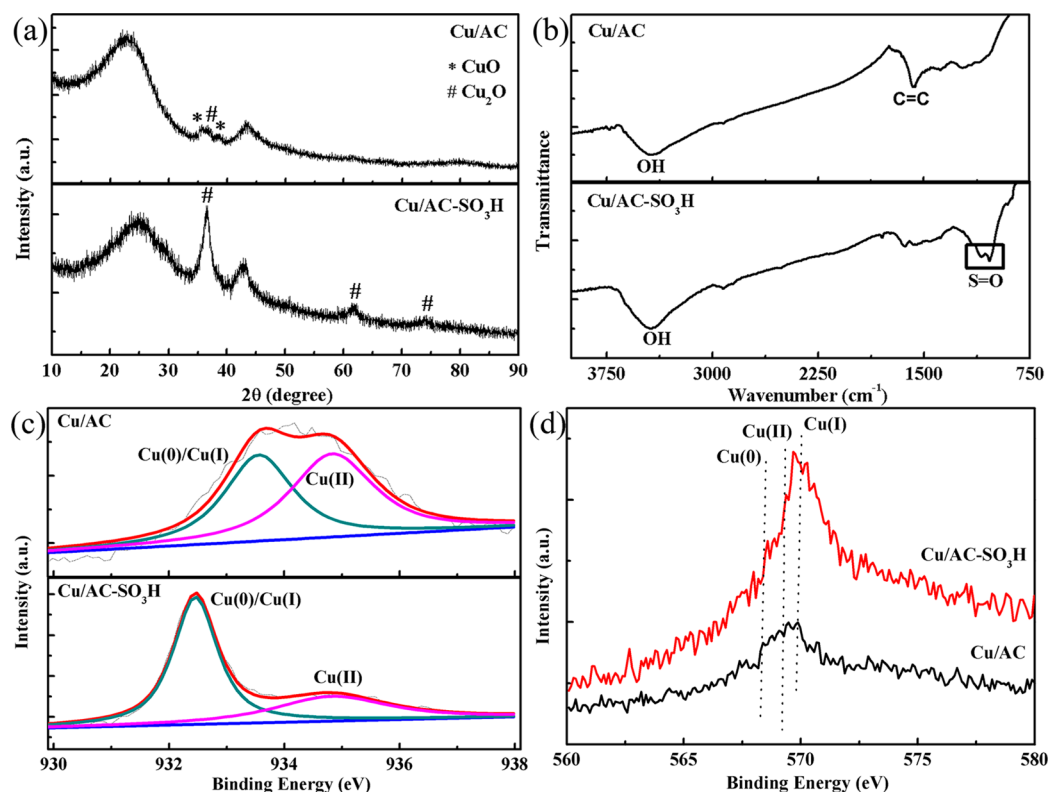 (a)
Cu/AC
* CuO
# Cu₂O
*
#
*
Cu/AC-SO₃H
#
#
#
Intensity (a.u.)
10 20 30 40 50 60 70 80 90
2θ (degree)
(b)
Cu/AC
C=C
OH
Cu/AC-SO₃H
S=O
OH
Transmittance
3750 3000 2250 1500 750
Wavenumber (cm⁻¹)
(c)
Cu/AC
Cu(0)/Cu(I)
Cu(II)
Cu/AC-SO₃H
Cu(0)/Cu(I)
Cu(II)
Intensity (a.u.)
930 932 934 936 938
Binding Energy (eV)
(d)
Cu(I)
Cu(II)
Cu(0)
Cu/AC-SO₃H
Cu/AC
Intensity (a.u.)
560 565 570 575 580
Binding Energy (eV)